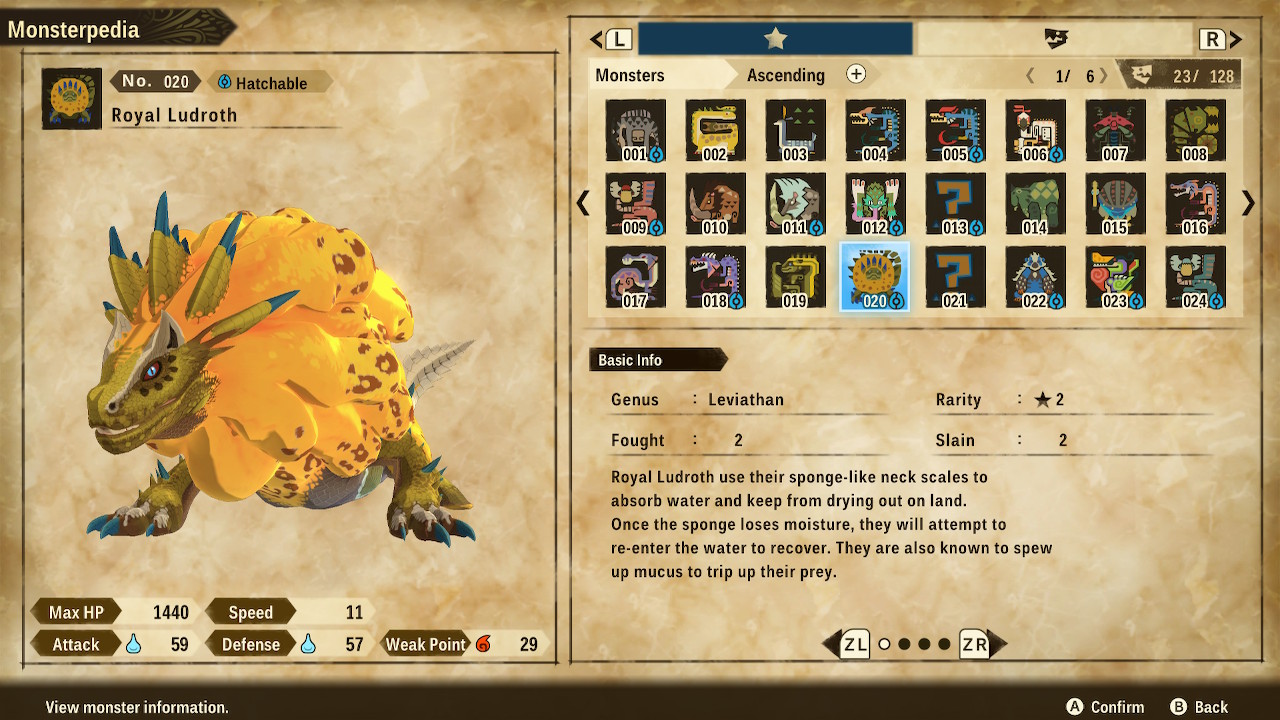 Monsterpedia
No. 020 Hatchable
Royal Ludroth
Max HP 1440 Speed 11
Attack 59 Defense 57 Weak Point 29
L R
Monsters Ascending + 1/ 6 23/ 128
001 002 003 004 005 006 007 008
009 010 011 012 013 014 015 016
017 018 019 020 021 022 023 024
Basic Info
Genus : Leviathan Rarity : ★ 2
Fought : 2 Slain : 2
Royal Ludroth use their sponge-like neck scales to
absorb water and keep from drying out on land.
Once the sponge loses moisture, they will attempt to
re-enter the water to recover. They are also known to spew
up mucus to trip up their prey.
ZL ZR
View monster information. A Confirm B Back